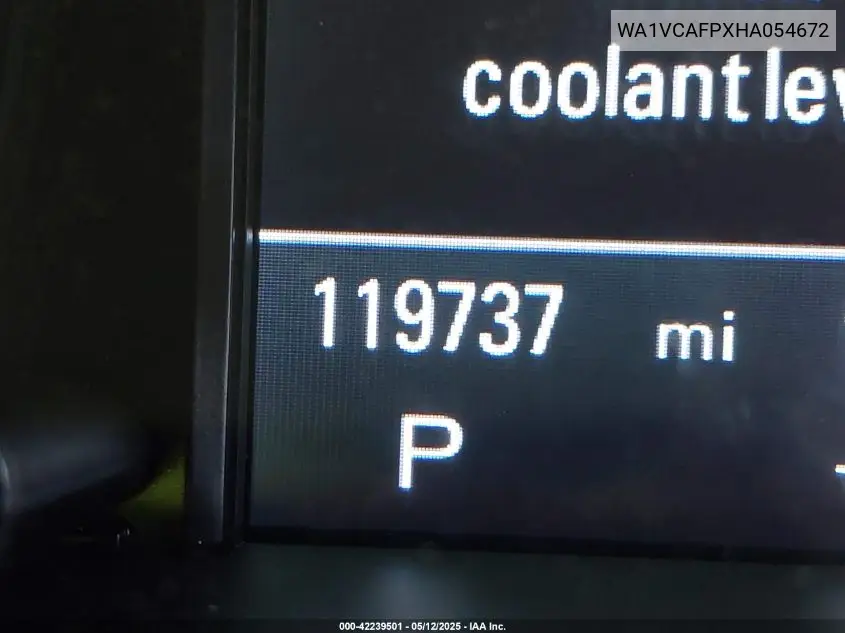 WA1VCAFPXHA054672
coolant lev
119737 mi
P
000-42239501 - 05/12/2025 - IAA Inc.